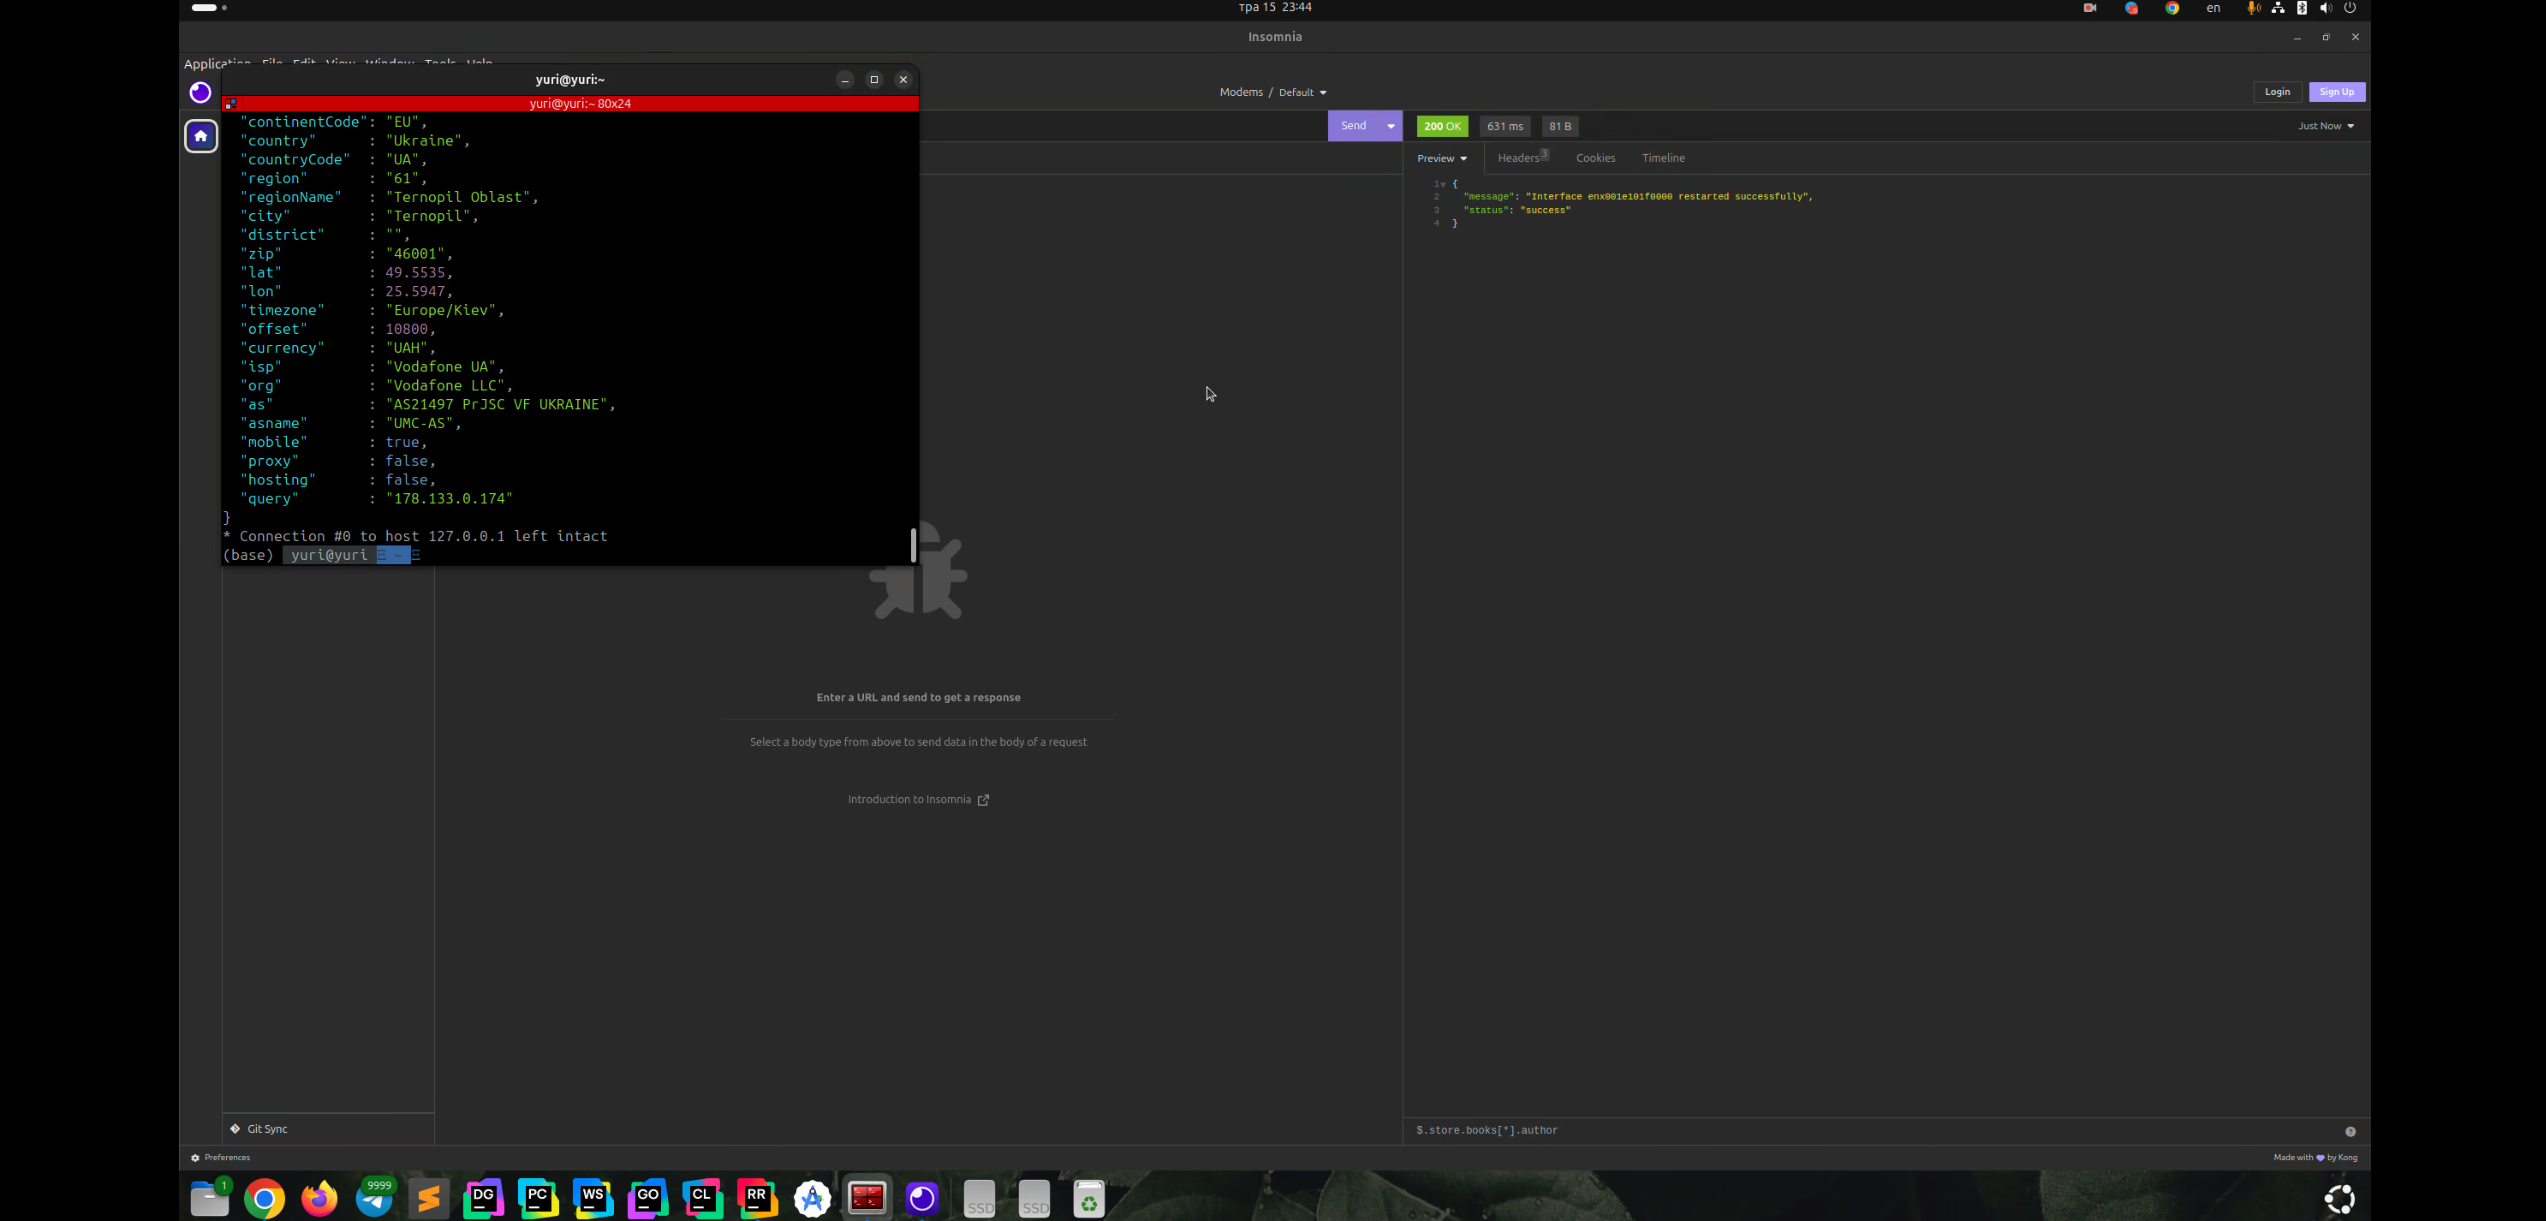 тра 15 23:44
en
Insomnia
Application File Edit View Window Tools Help
yuri@yuri:~
yuri@yuri:~ 80x24
Modems / Default
Login
Sign Up
"continentCode": "EU",
"country" : "Ukraine",
"countryCode" : "UA",
"region" : "61",
"regionName" : "Ternopil Oblast",
"city" : "Ternopil",
"district" : "",
"zip" : "46001",
"lat" : 49.5535,
"lon" : 25.5947,
"timezone" : "Europe/Kiev",
"offset" : 10800,
"currency" : "UAH",
"isp" : "Vodafone UA",
"org" : "Vodafone LLC",
"as" : "AS21497 PrJSC VF UKRAINE",
"asname" : "UMC-AS",
"mobile" : true,
"proxy" : false,
"hosting" : false,
"query" : "178.133.0.174"
}
* Connection #0 to host 127.0.0.1 left intact
(base) yuri@yuri ~
Send
200 OK
631 ms
81 B
Just Now
Preview
Headers 3
Cookies
Timeline
1 {
2 "message": "Interface enx001e101f0000 restarted successfully",
3 "status": "success"
4 }
Enter a URL and send to get a response
Select a body type from above to send data in the body of a request
Introduction to Insomnia
Git Sync
$.store.books[*].author
Preferences
Made with by Kong
1
9999
DG
PC
WS
GO
CL
RR
SSD
SSD